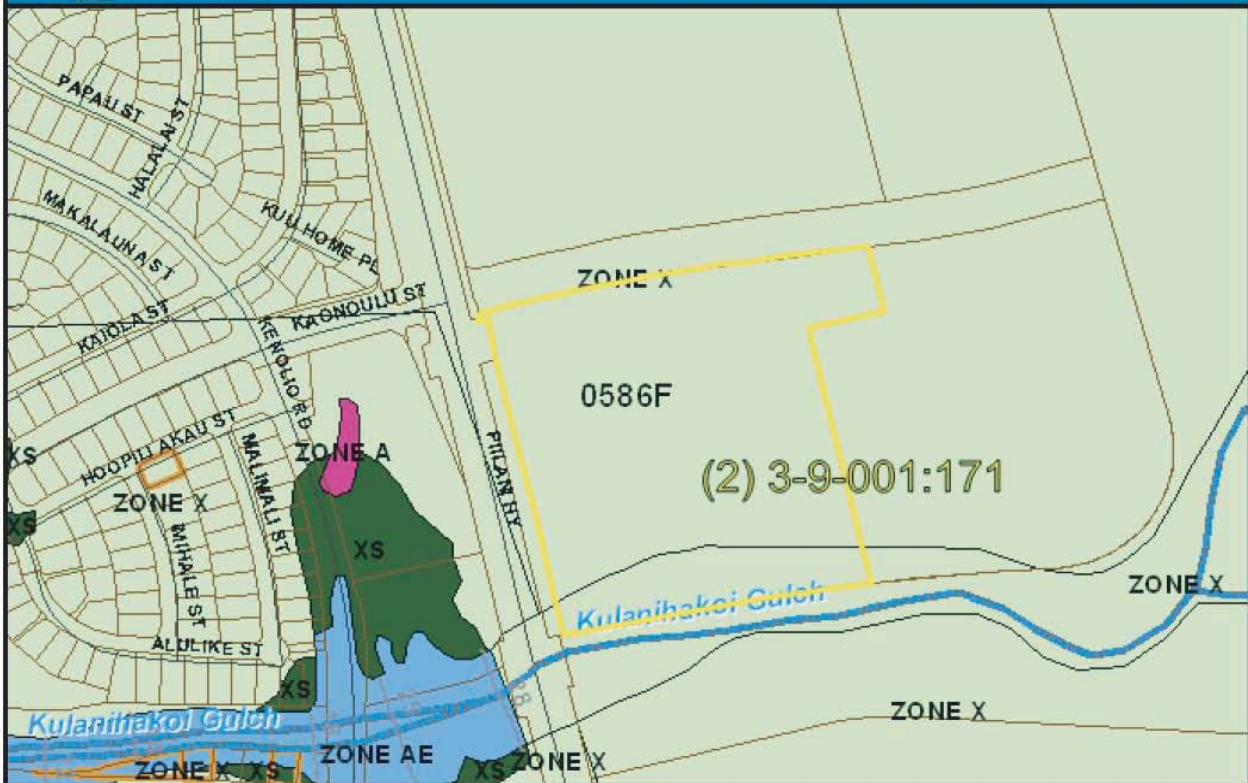 PAPAU ST
HALALAI ST
MAKALAUNA ST
KUU HOME PL
KAIOLA ST
KAONOULU ST
KENOLIO RD
ZONE X
0586F
(2) 3-9-001:171
PIILANI HY
XS
HOOPILI AKAU ST
ZONE A
ZONE X
MALIMALI ST
XS
MIHALE ST
XS
ALULIKE ST
Kulanihakoi Gulch
ZONE X
XS
Kulanihakoi Gulch
ZONE X
ZONE AE
ZONE X XS
XS ZONE X